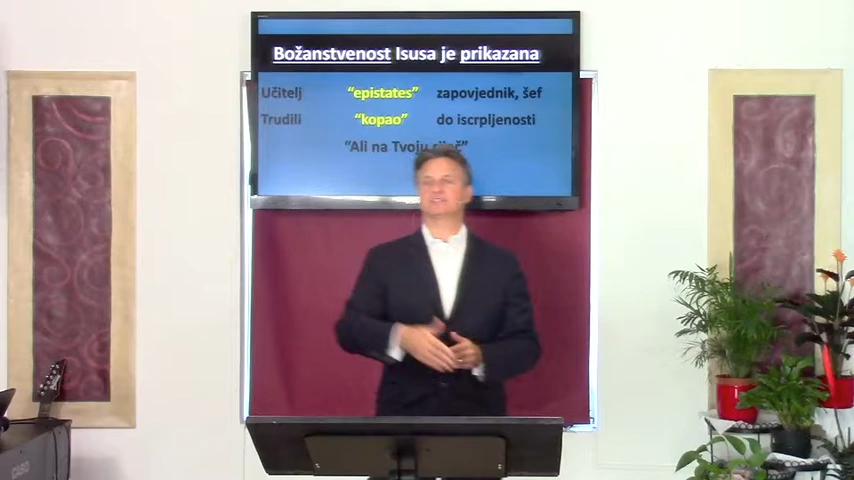 Božanstvenost Isusa je prikazana
Učitelj “epistates” zapovjednik, šef
Trudili “kopao” do iscrpljenosti
“Ali na Tvoju
CASIO